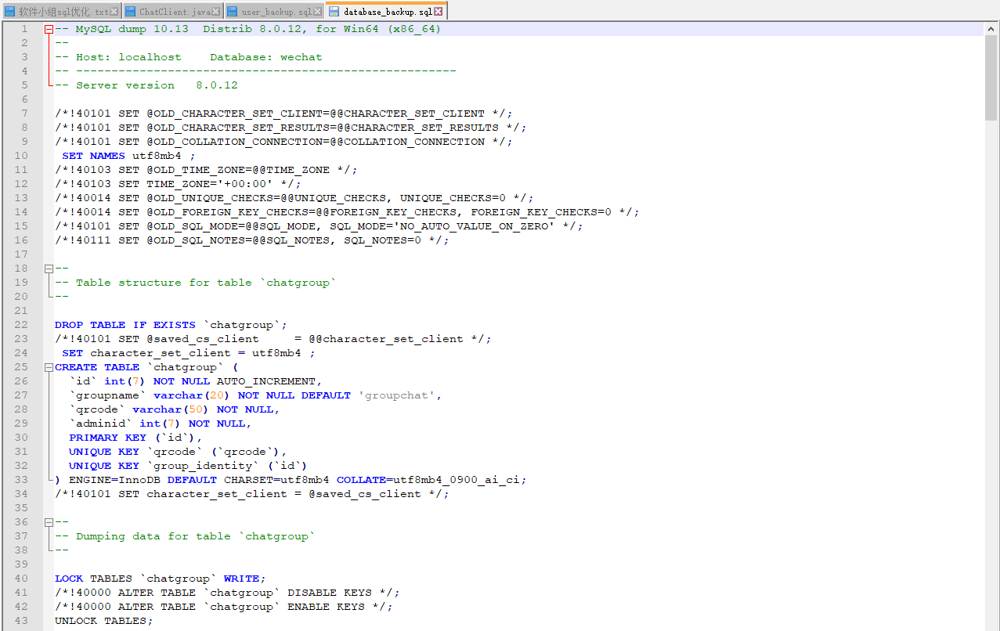 软件小组sql优化.txt ChatClient.java user_backup.sql database_backup.sql
1 -- MySQL dump 10.13  Distrib 8.0.12, for Win64 (x86_64)
2 --
3 -- Host: localhost    Database: wechat
4 -- ------------------------------------------------------
5 -- Server version   8.0.12
6
7 /*!40101 SET @OLD_CHARACTER_SET_CLIENT=@@CHARACTER_SET_CLIENT */;
8 /*!40101 SET @OLD_CHARACTER_SET_RESULTS=@@CHARACTER_SET_RESULTS */;
9 /*!40101 SET @OLD_COLLATION_CONNECTION=@@COLLATION_CONNECTION */;
10  SET NAMES utf8mb4 ;
11 /*!40103 SET @OLD_TIME_ZONE=@@TIME_ZONE */;
12 /*!40103 SET TIME_ZONE='+00:00' */;
13 /*!40014 SET @OLD_UNIQUE_CHECKS=@@UNIQUE_CHECKS, UNIQUE_CHECKS=0 */;
14 /*!40014 SET @OLD_FOREIGN_KEY_CHECKS=@@FOREIGN_KEY_CHECKS, FOREIGN_KEY_CHECKS=0 */;
15 /*!40101 SET @OLD_SQL_MODE=@@SQL_MODE, SQL_MODE='NO_AUTO_VALUE_ON_ZERO' */;
16 /*!40111 SET @OLD_SQL_NOTES=@@SQL_NOTES, SQL_NOTES=0 */;
17
18 --
19 -- Table structure for table `chatgroup`
20 --
21
22 DROP TABLE IF EXISTS `chatgroup`;
23 /*!40101 SET @saved_cs_client     = @@character_set_client */;
24  SET character_set_client = utf8mb4 ;
25 CREATE TABLE `chatgroup` (
26   `id` int(7) NOT NULL AUTO_INCREMENT,
27   `groupname` varchar(20) NOT NULL DEFAULT 'groupchat',
28   `qrcode` varchar(50) NOT NULL,
29   `adminid` int(7) NOT NULL,
30   PRIMARY KEY (`id`),
31   UNIQUE KEY `qrcode` (`qrcode`),
32   UNIQUE KEY `group_identity` (`id`)
33 ) ENGINE=InnoDB DEFAULT CHARSET=utf8mb4 COLLATE=utf8mb4_0900_ai_ci;
34 /*!40101 SET character_set_client = @saved_cs_client */;
35
36 --
37 -- Dumping data for table `chatgroup`
38 --
39
40 LOCK TABLES `chatgroup` WRITE;
41 /*!40000 ALTER TABLE `chatgroup` DISABLE KEYS */;
42 /*!40000 ALTER TABLE `chatgroup` ENABLE KEYS */;
43 UNLOCK TABLES;